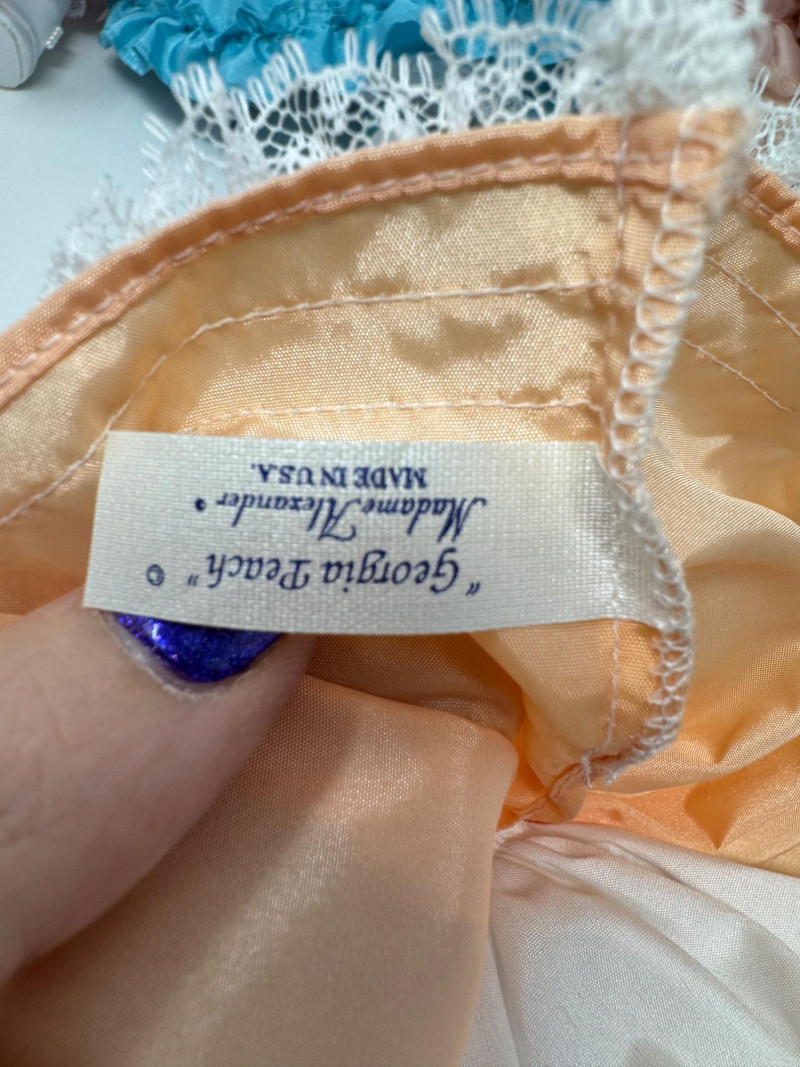 "Georgia Peach" ©
Madame Alexander ®
MADE IN U.S.A.